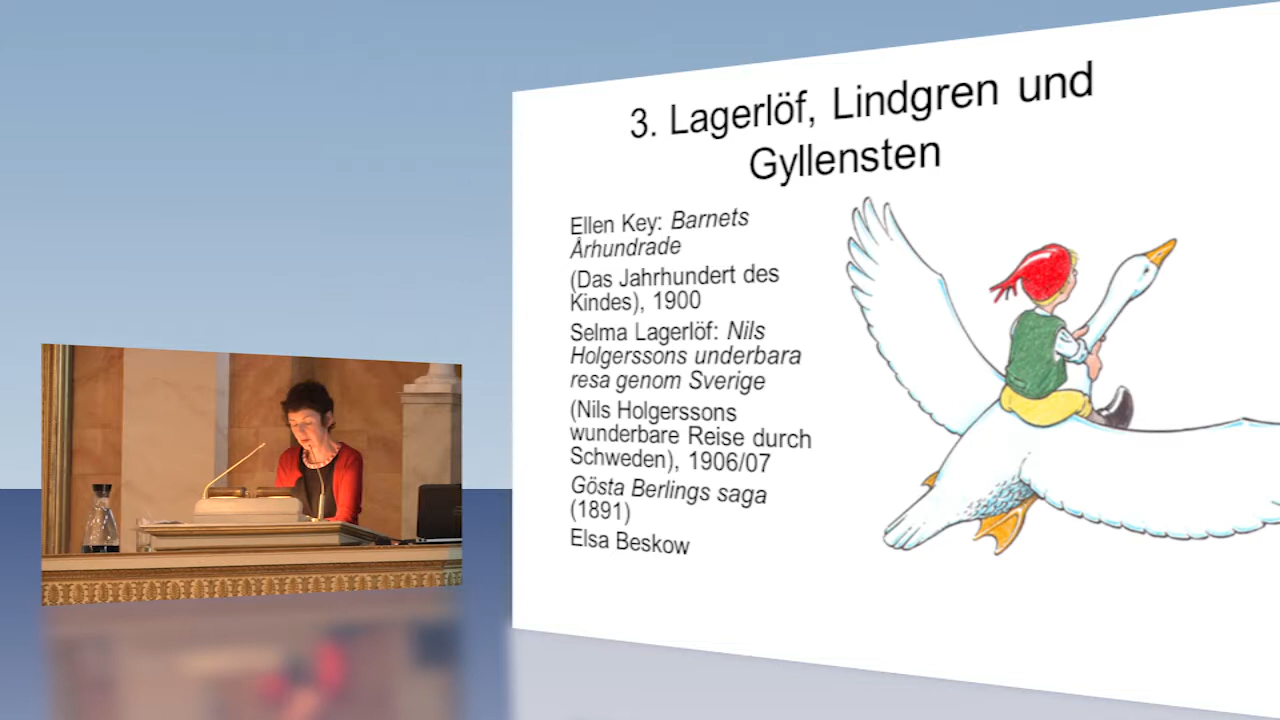 3. Lagerlöf, Lindgren und
Gyllensten
Ellen Key: Barnets
Århundrade
(Das Jahrhundert des
Kindes), 1900
Selma Lagerlöf: Nils
Holgerssons underbara
resa genom Sverige
(Nils Holgerssons
wunderbare Reise durch
Schweden), 1906/07
Gösta Berlings saga
(1891)
Elsa Beskow